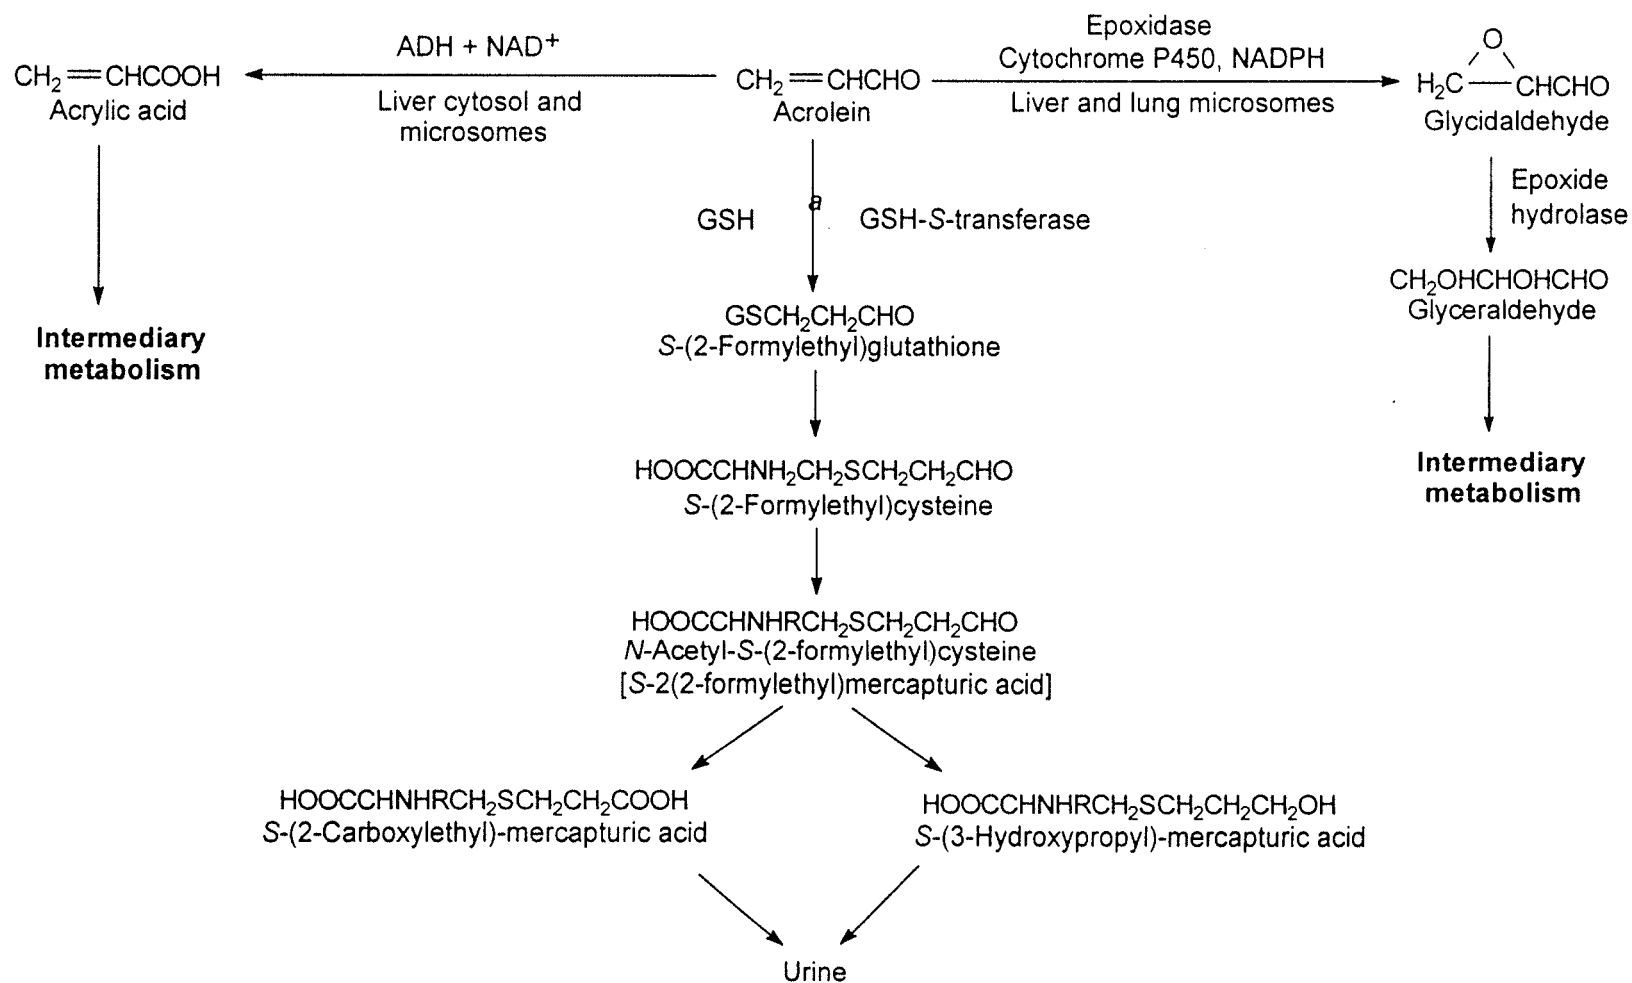 ADH + NAD+
Epoxidase
Cytochrome P450, NADPH
O
CH2=CHCOOH
Acrylic acid
Liver cytosol and
microsomes
CH2=CHCHO
Acrolein
Liver and lung microsomes
H2C—CHCHO
Glycidaldehyde
a
GSH
GSH-S-transferase
Epoxide
hydrolase
CH2OHCHOHCHO
Glyceraldehyde
Intermediary
metabolism
GSCH2CH2CHO
S-(2-Formylethyl)glutathione
Intermediary
metabolism
HOOCCHNH2CH2SCH2CH2CHO
S-(2-Formylethyl)cysteine
HOOCCHNHRCH2SCH2CH2CHO
N-Acetyl-S-(2-formylethyl)cysteine
[S-2(2-formylethyl)mercapturic acid]
HOOCCHNHRCH2SCH2CH2COOH
S-(2-Carboxylethyl)-mercapturic acid
HOOCCHNHRCH2SCH2CH2CH2OH
S-(3-Hydroxypropyl)-mercapturic acid
Urine